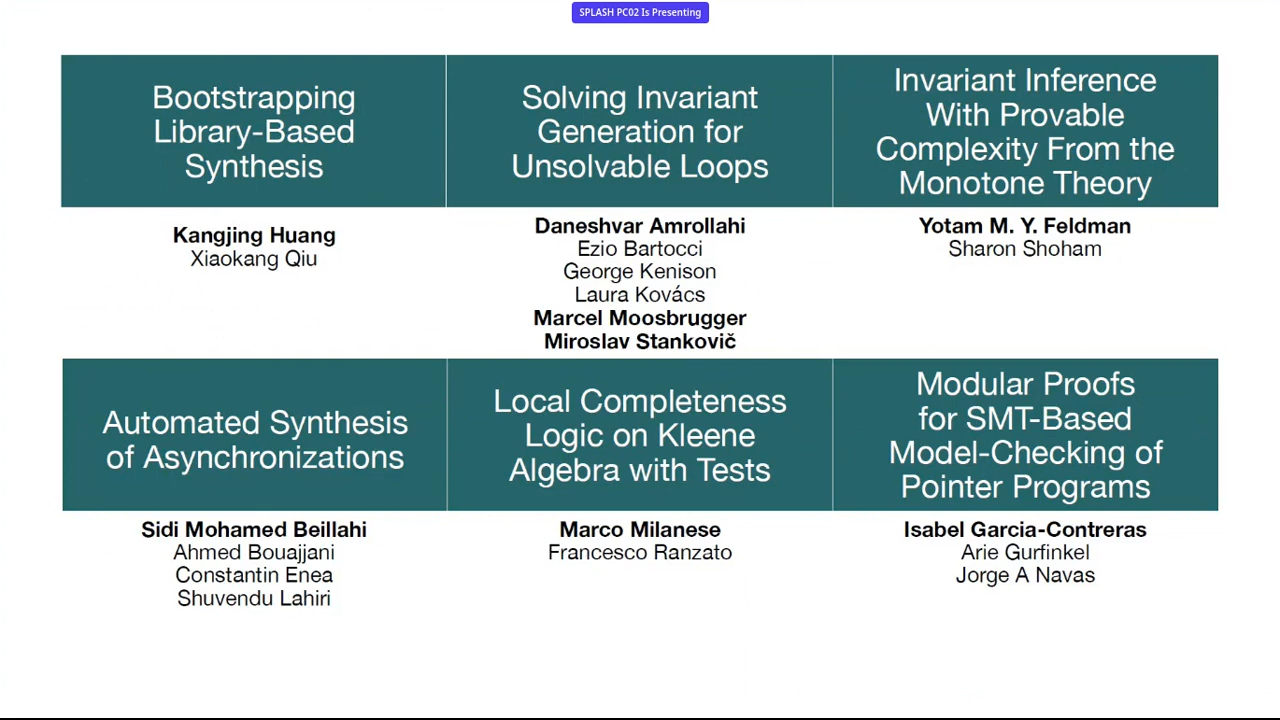 SPLASH PC02 Is Presenting
Bootstrapping
Library-Based
Synthesis
Kangjing Huang
Xiaokang Qiu
Solving Invariant
Generation for
Unsolvable Loops
Daneshvar Amrollahi
Ezio Bartocci
George Kenison
Laura Kovács
Marcel Moosbrugger
Miroslav Stankovič
Invariant Inference
With Provable
Complexity From the
Monotone Theory
Yotam M. Y. Feldman
Sharon Shoham
Automated Synthesis
of Asynchronizations
Sidi Mohamed Beillahi
Ahmed Bouajjani
Constantin Enea
Shuvendu Lahiri
Local Completeness
Logic on Kleene
Algebra with Tests
Marco Milanese
Francesco Ranzato
Modular Proofs
for SMT-Based
Model-Checking of
Pointer Programs
Isabel Garcia-Contreras
Arie Gurfinkel
Jorge A Navas